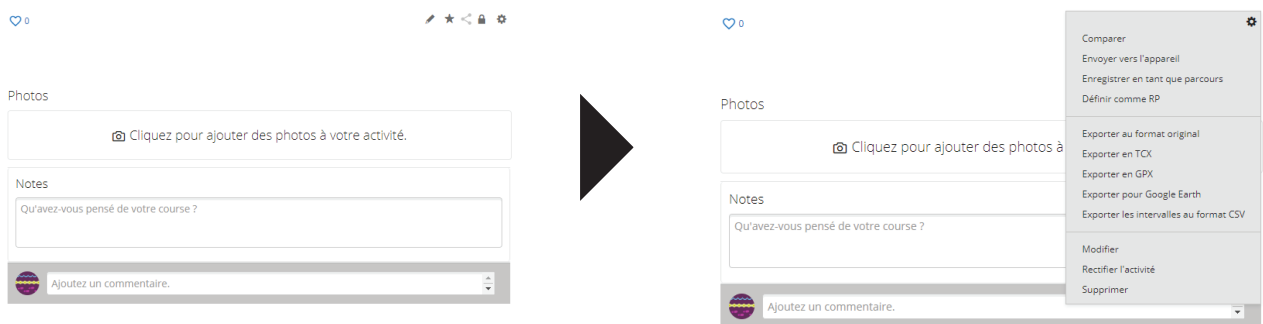 0
Photos
Cliquez pour ajouter des photos à votre activité.
Notes
Qu'avez-vous pensé de votre course ?
Ajoutez un commentaire.
0
Photos
Cliquez pour ajouter des photos à
Notes
Qu'avez-vous pensé de votre course ?
Ajoutez un commentaire.
Comparer
Envoyer vers l'appareil
Enregistrer en tant que parcours
Définir comme RP
Exporter au format original
Exporter en TCX
Exporter en GPX
Exporter pour Google Earth
Exporter les intervalles au format CSV
Modifier
Rectifier l'activité
Supprimer